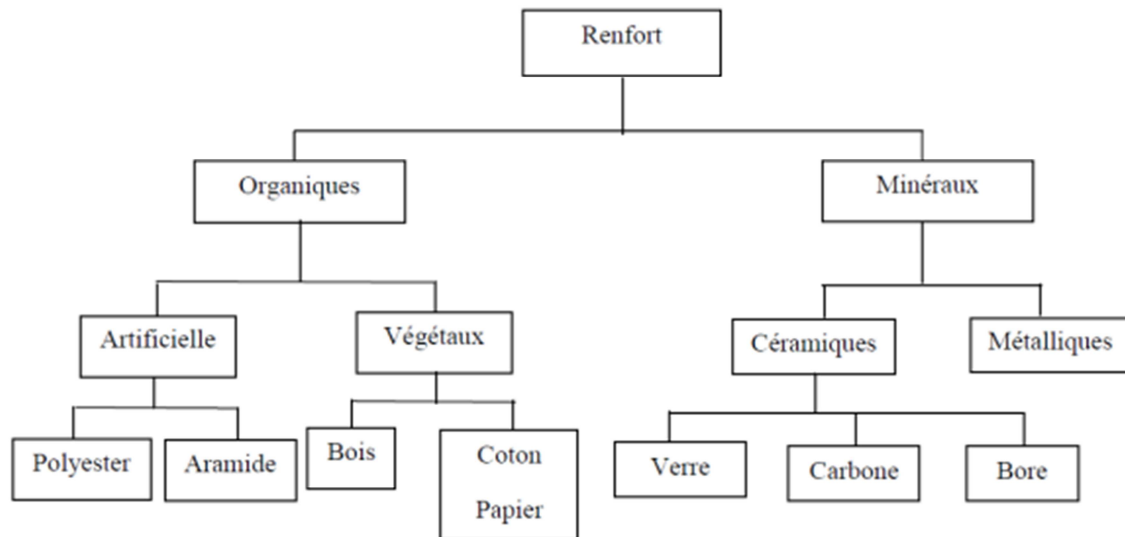 Renfort
Organiques
Minéraux
Artificielle
Végétaux
Céramiques
Métalliques
Polyester
Aramide
Bois
Coton
Papier
Verre
Carbone
Bore